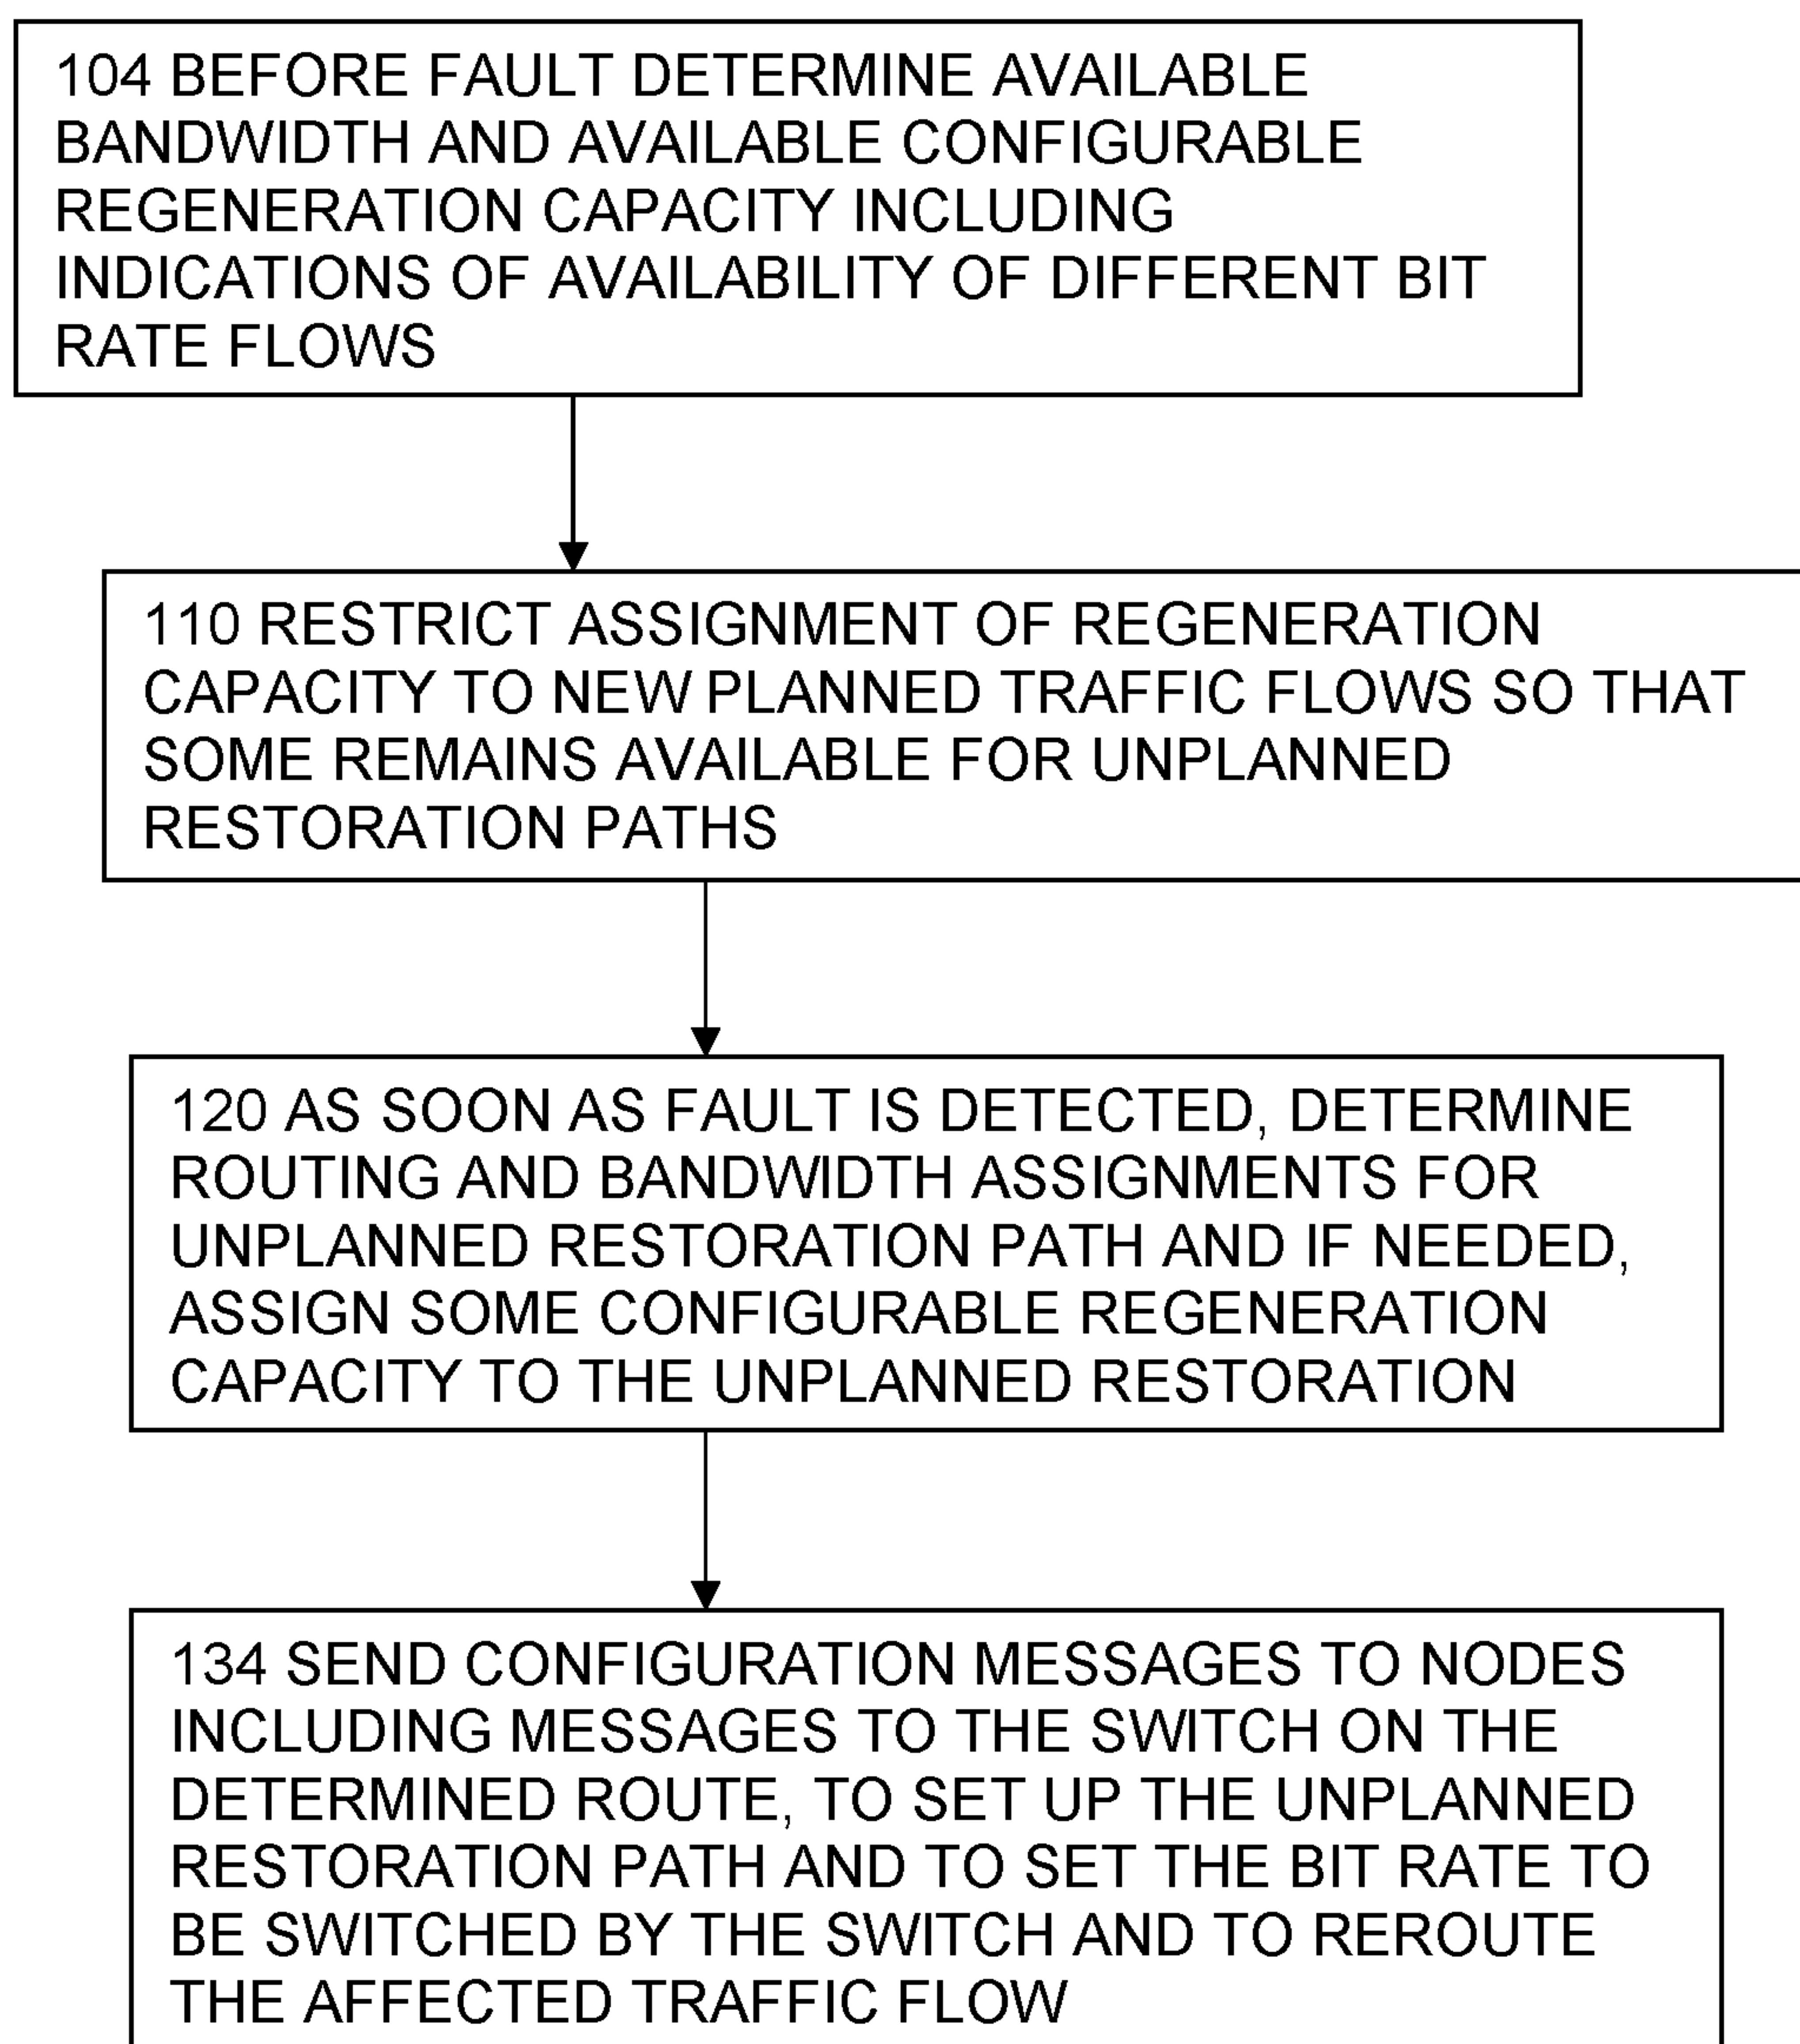 104 BEFORE FAULT DETERMINE AVAILABLE
BANDWIDTH AND AVAILABLE CONFIGURABLE
REGENERATION CAPACITY INCLUDING
INDICATIONS OF AVAILABILITY OF DIFFERENT BIT
RATE FLOWS
110 RESTRICT ASSIGNMENT OF REGENERATION
CAPACITY TO NEW PLANNED TRAFFIC FLOWS SO THAT
SOME REMAINS AVAILABLE FOR UNPLANNED
RESTORATION PATHS
120 AS SOON AS FAULT IS DETECTED, DETERMINE
ROUTING AND BANDWIDTH ASSIGNMENTS FOR
UNPLANNED RESTORATION PATH AND IF NEEDED,
ASSIGN SOME CONFIGURABLE REGENERATION
CAPACITY TO THE UNPLANNED RESTORATION
134 SEND CONFIGURATION MESSAGES TO NODES
INCLUDING MESSAGES TO THE SWITCH ON THE
DETERMINED ROUTE, TO SET UP THE UNPLANNED
RESTORATION PATH AND TO SET THE BIT RATE TO
BE SWITCHED BY THE SWITCH AND TO REROUTE
THE AFFECTED TRAFFIC FLOW